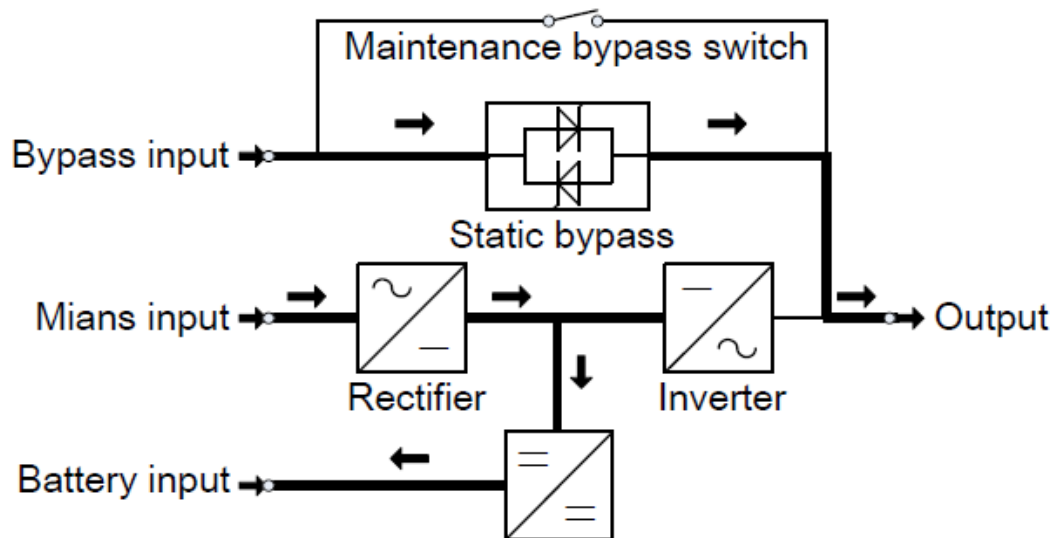 Maintenance bypass switch
Bypass input
Static bypass
Mians input
Output
Rectifier
Inverter
Battery input